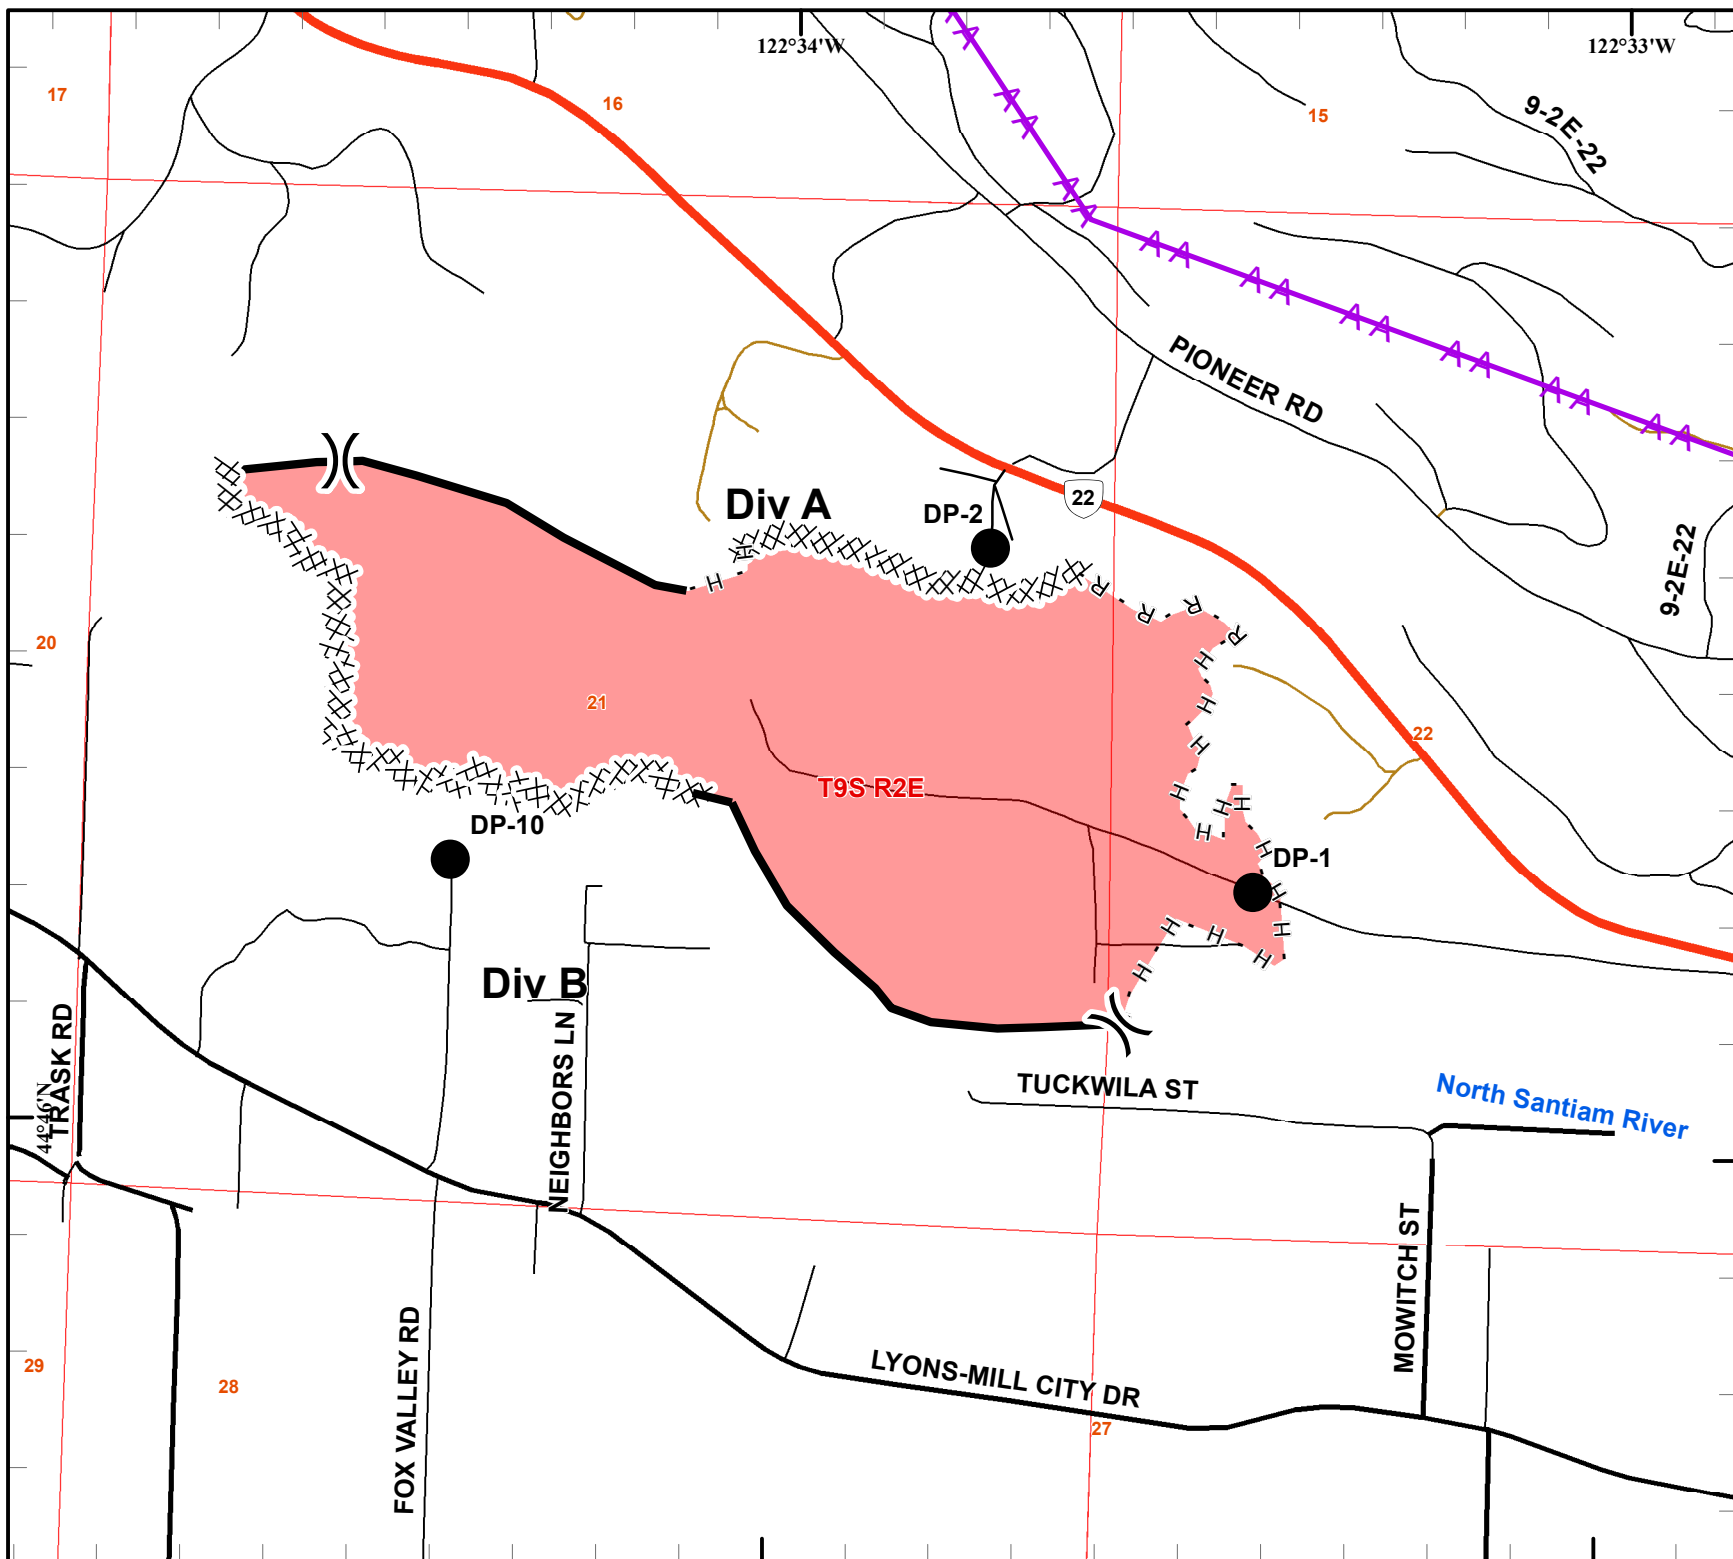 122°34'W
122°33'W
17
16
15
9-2E-22
PIONEER RD
Div A
DP-2
22
9-2E-22
20
21
22
T9S R2E
DP-10
DP-1
Div B
TRASK RD
44°46'N
NEIGHBORS LN
TUCKWILA ST
North Santiam River
MOWITCH ST
29
28
FOX VALLEY RD
LYONS-MILL CITY DR
27